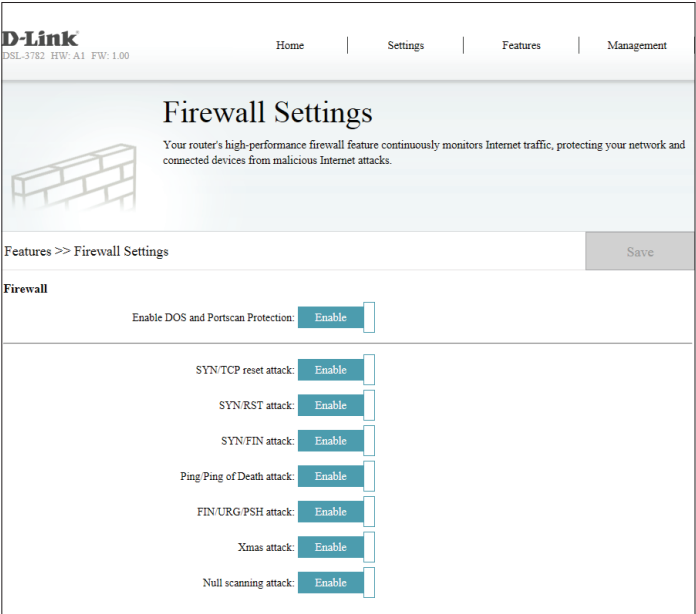 D-Link
DSL-3782 HW: A1 FW: 1.00
Home
Settings
Features
Management
Firewall Settings
Your router's high-performance firewall feature continuously monitors Internet traffic, protecting your network and
connected devices from malicious Internet attacks.
Features >> Firewall Settings
Save
Firewall
Enable DOS and Portscan Protection: Enable
SYN/TCP reset attack: Enable
SYN/RST attack: Enable
SYN/FIN attack: Enable
Ping/Ping of Death attack: Enable
FIN/URG/PSH attack: Enable
Xmas attack: Enable
Null scanning attack: Enable